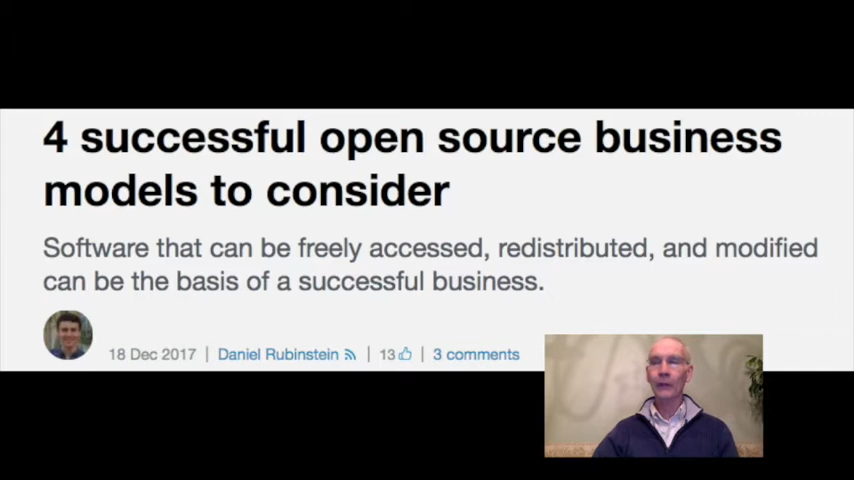 4 successful open source business
models to consider
Software that can be freely accessed, redistributed, and modified
can be the basis of a successful business.
18 Dec 2017 | Daniel Rubinstein | 13 | 3 comments